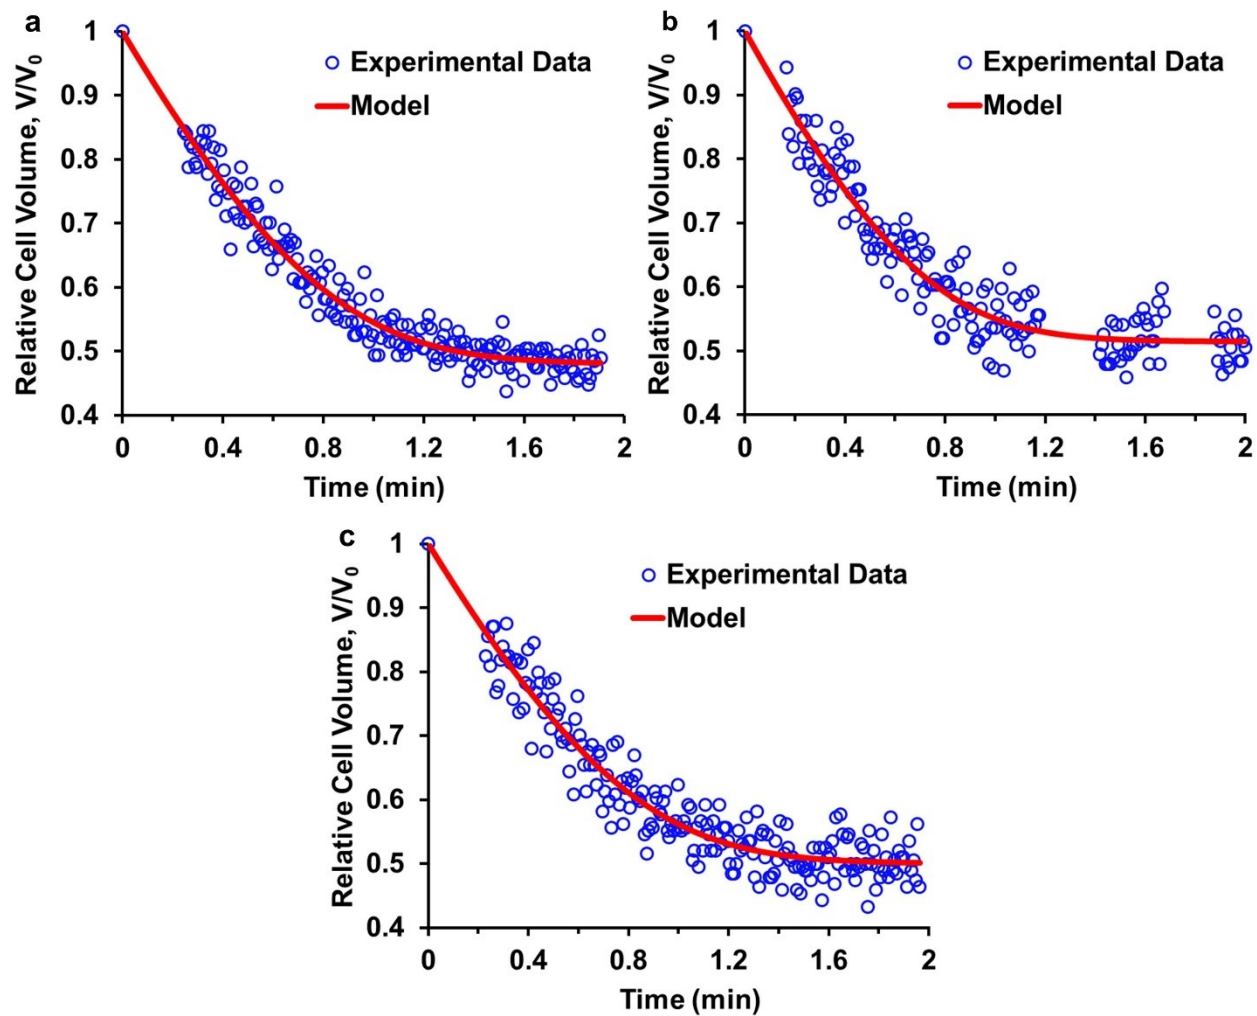 a
1
0.9
0.8
0.7
0.6
0.5
0.4
0
0.4
0.8
1.2
1.6
2
Relative Cell Volume, V/V₀
Time (min)
Experimental Data
Model
b
1
0.9
0.8
0.7
0.6
0.5
0.4
0
0.4
0.8
1.2
1.6
2
Relative Cell Volume, V/V₀
Time (min)
Experimental Data
Model
c
1
0.9
0.8
0.7
0.6
0.5
0.4
0
0.4
0.8
1.2
1.6
2
Relative Cell Volume, V/V₀
Time (min)
Experimental Data
Model